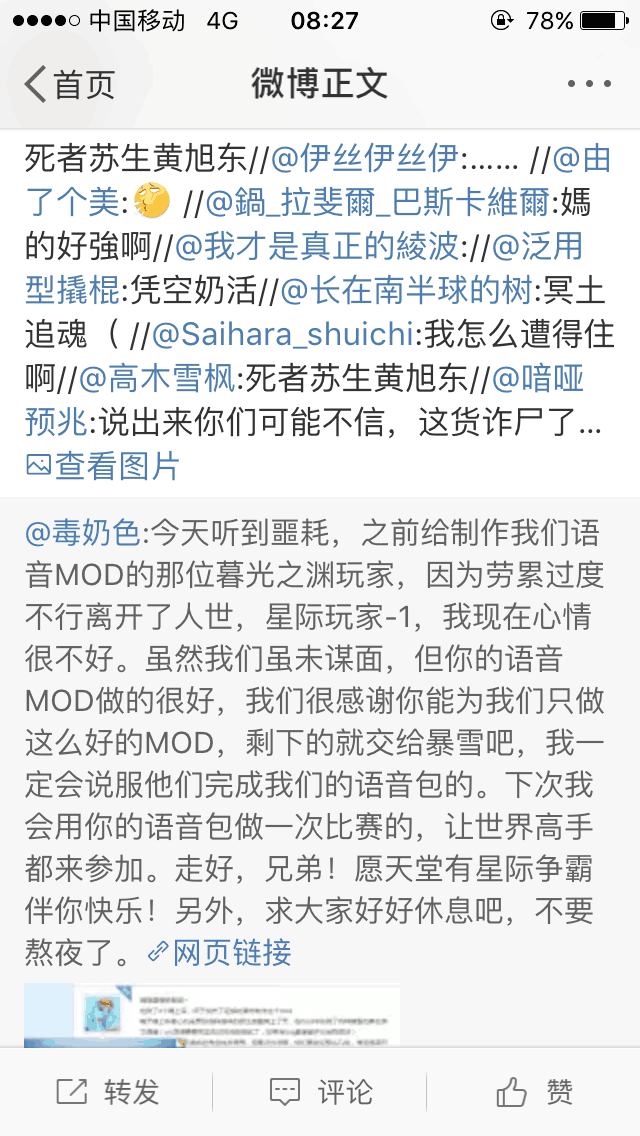 中国移动 4G 08:27 78%
首页 微博正文
死者苏生黄旭东//@伊丝伊丝伊:…… //@由
了个美: //@鍋_拉斐爾_巴斯卡維爾:媽
的好強啊//@我才是真正的綾波://@泛用
型撬棍:凭空奶活//@长在南半球的树:冥土
追魂（ //@Saihara_shuichi:我怎么遭得住
啊//@高木雪枫:死者苏生黄旭东//@喑哑
预兆:说出来你们可能不信，这货诈尸了...
查看图片
@毒奶色:今天听到噩耗，之前给制作我们语
音MOD的那位暮光之渊玩家，因为劳累过度
不行离开了人世，星际玩家-1，我现在心情
很不好。虽然我们虽未谋面，但你的语音
MOD做的很好，我们很感谢你能为我们只做
这么好的MOD，剩下的就交给暴雪吧，我一
定会说服他们完成我们的语音包的。下次我
会用你的语音包做一次比赛的，让世界高手
都来参加。走好，兄弟！愿天堂有星际争霸
伴你快乐！另外，求大家好好休息吧，不要
熬夜了。网页链接
转发 评论 赞